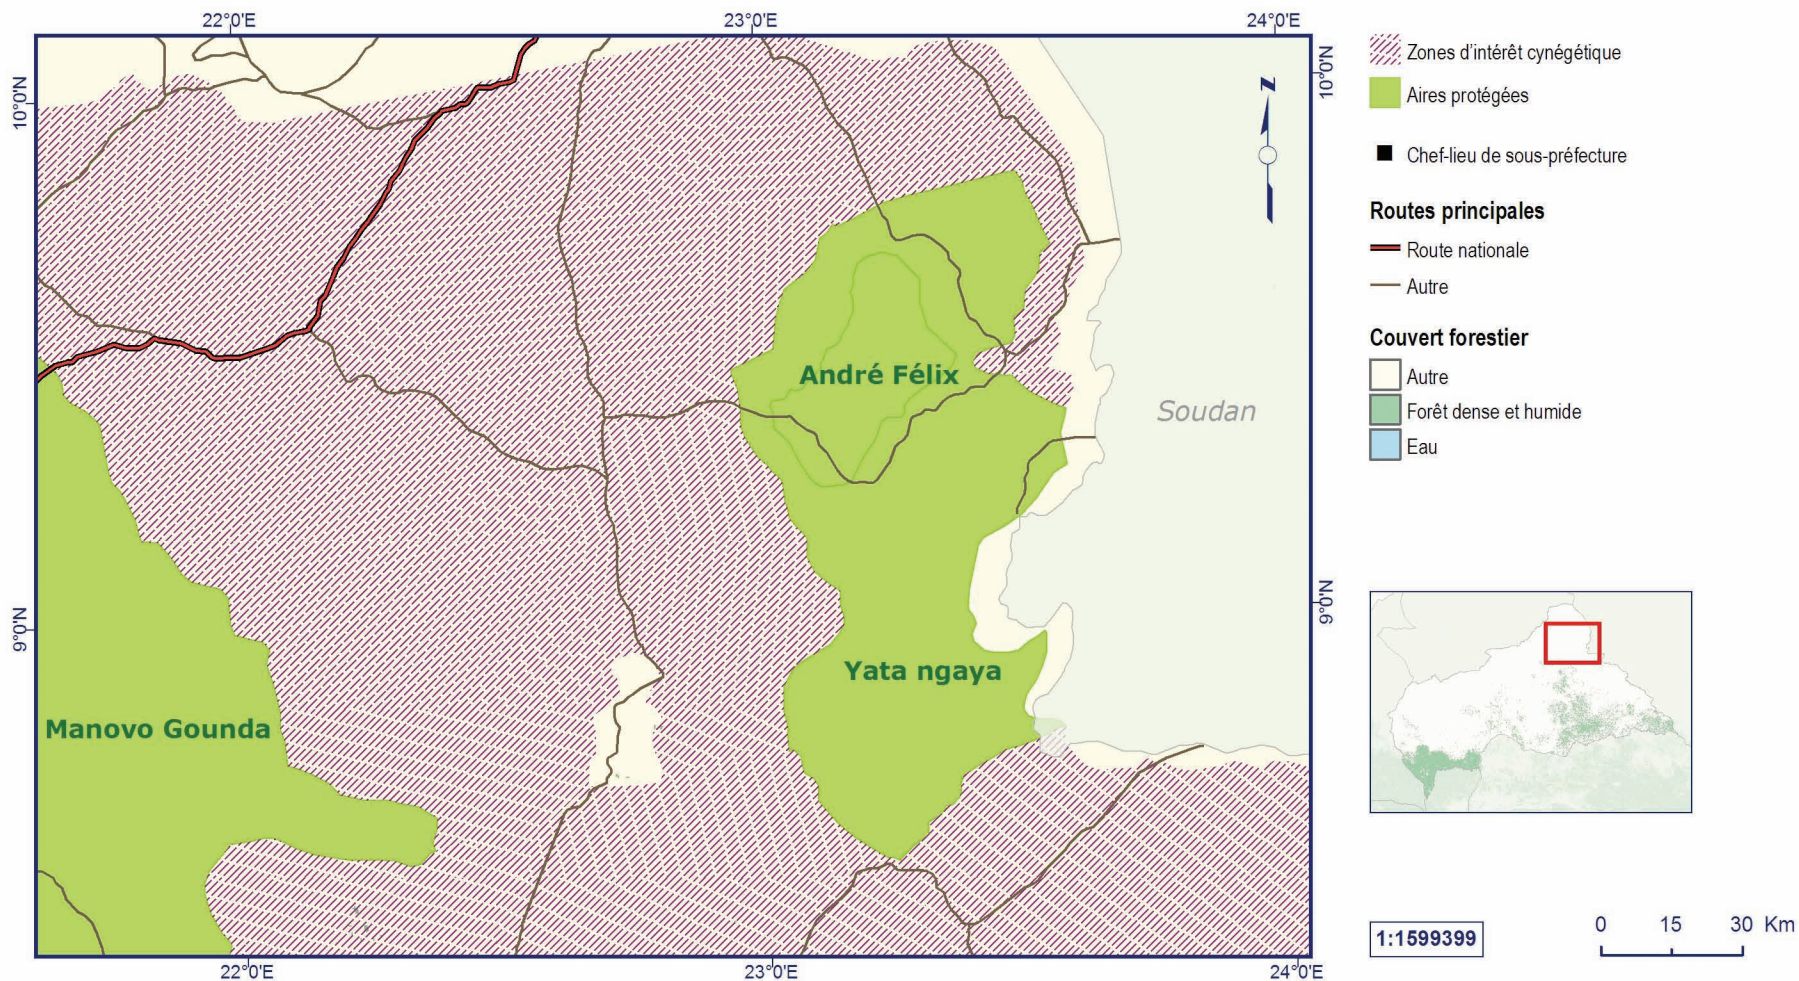 22°0'E
23°0'E
24°0'E
10°0'N
10°0'N
9°0'N
9°0'N
z
André Félix
Soudan
Yata ngaya
Manovo Gounda
22°0'E
23°0'E
24°0'E
Zones d'intérêt cynégétique
Aires protégées
Chef-lieu de sous-préfecture
Routes principales
Route nationale
Autre
Couvert forestier
Autre
Forêt dense et humide
Eau
1:1599399
0 15 30 Km